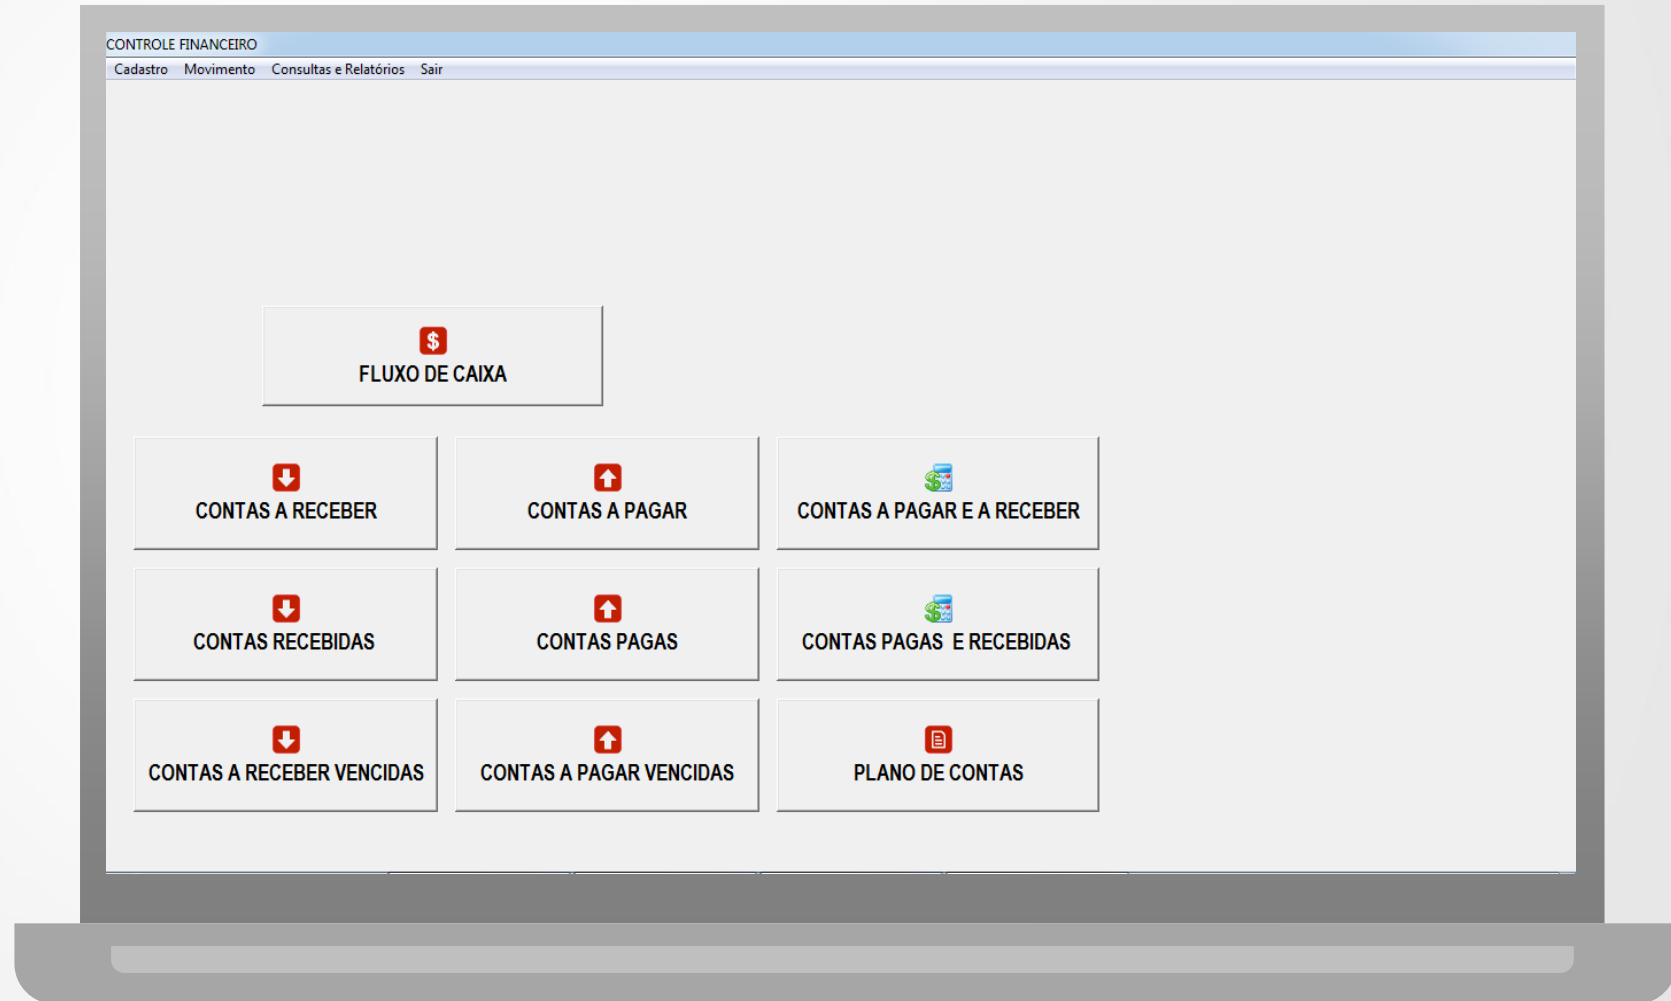 CONTROLE FINANCEIRO
Cadastro Movimento Consultas e Relatórios Sair
FLUXO DE CAIXA
CONTAS A RECEBER
CONTAS A PAGAR
CONTAS A PAGAR E A RECEBER
CONTAS RECEBIDAS
CONTAS PAGAS
CONTAS PAGAS  E RECEBIDAS
CONTAS A RECEBER VENCIDAS
CONTAS A PAGAR VENCIDAS
PLANO DE CONTAS